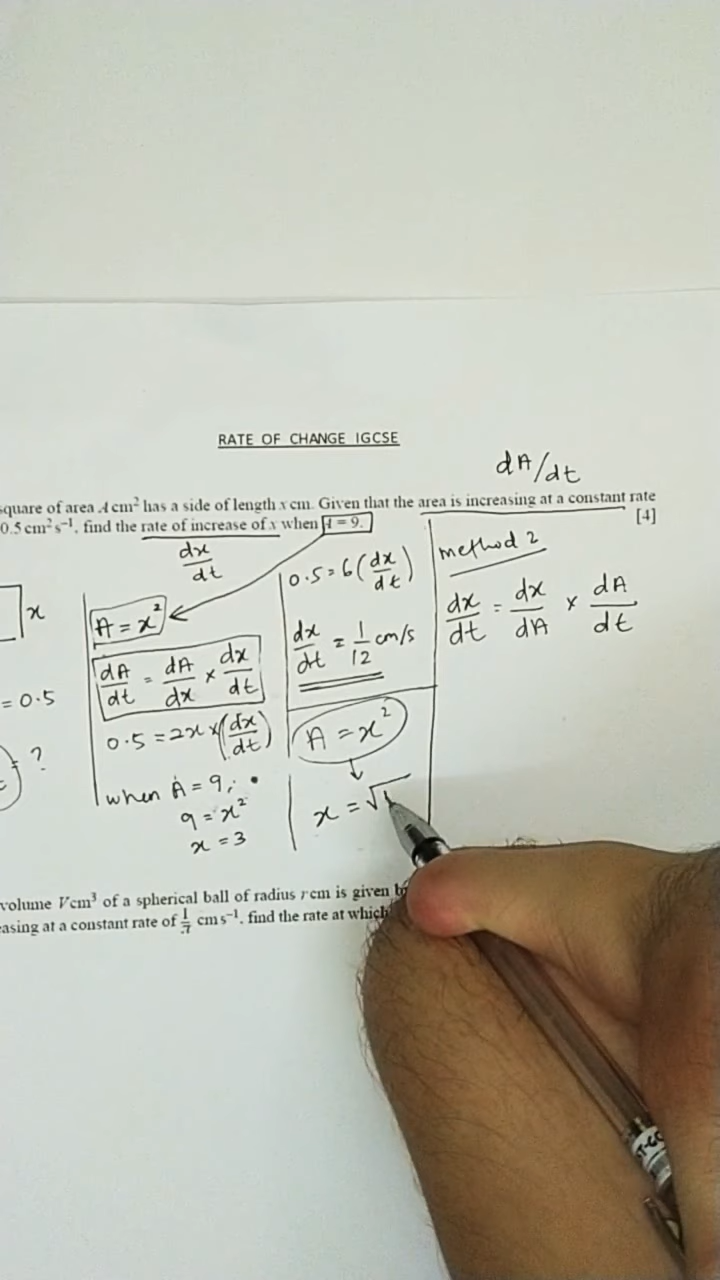 RATE OF CHANGE IGCSE
dA/dt
square of area A cm² has a side of length x cm. Given that the area is increasing at a constant rate
0.5 cm² s⁻¹, find the rate of increase of x when A = 9.
[4]
dx/dt
x
= 0.5
= ?
A = x²
dA/dt = dA/dx × dx/dt
0.5 = 2x × (dx/dt)
when A = 9,
9 = x²
x = 3
0.5 = 6 (dx/dt)
dx/dt = 1/12 cm/s
A = x²
x = √
method 2
dx/dt = dx/dA × dA/dt
volume V cm³ of a spherical ball of radius r cm is given
easing at a constant rate of cm s⁻¹, find the rate at which